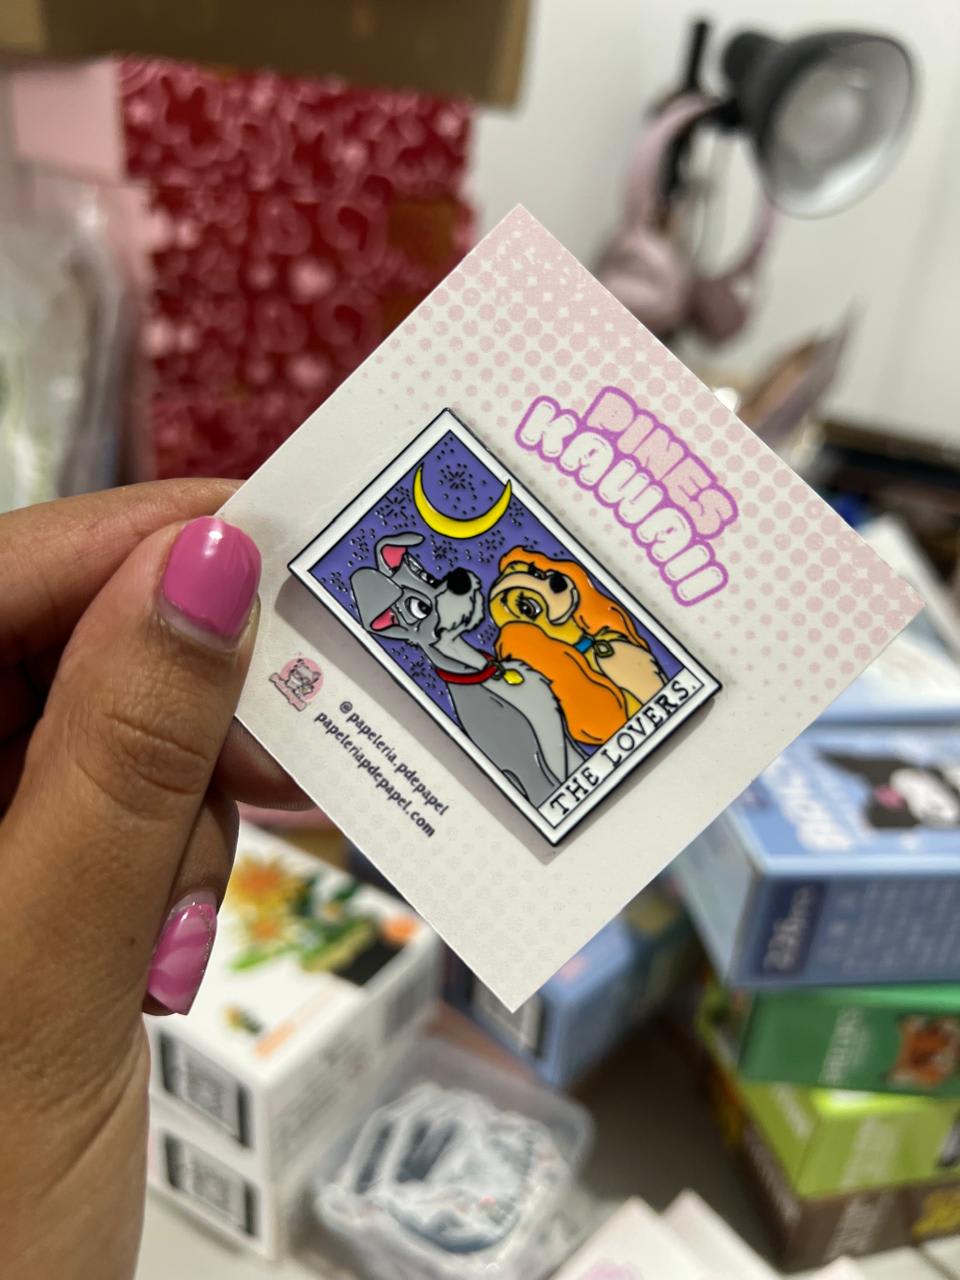 PINES
KAWAII
THE LOVERS.
@papeleria.pdepapel
papeleriapdepapel.com